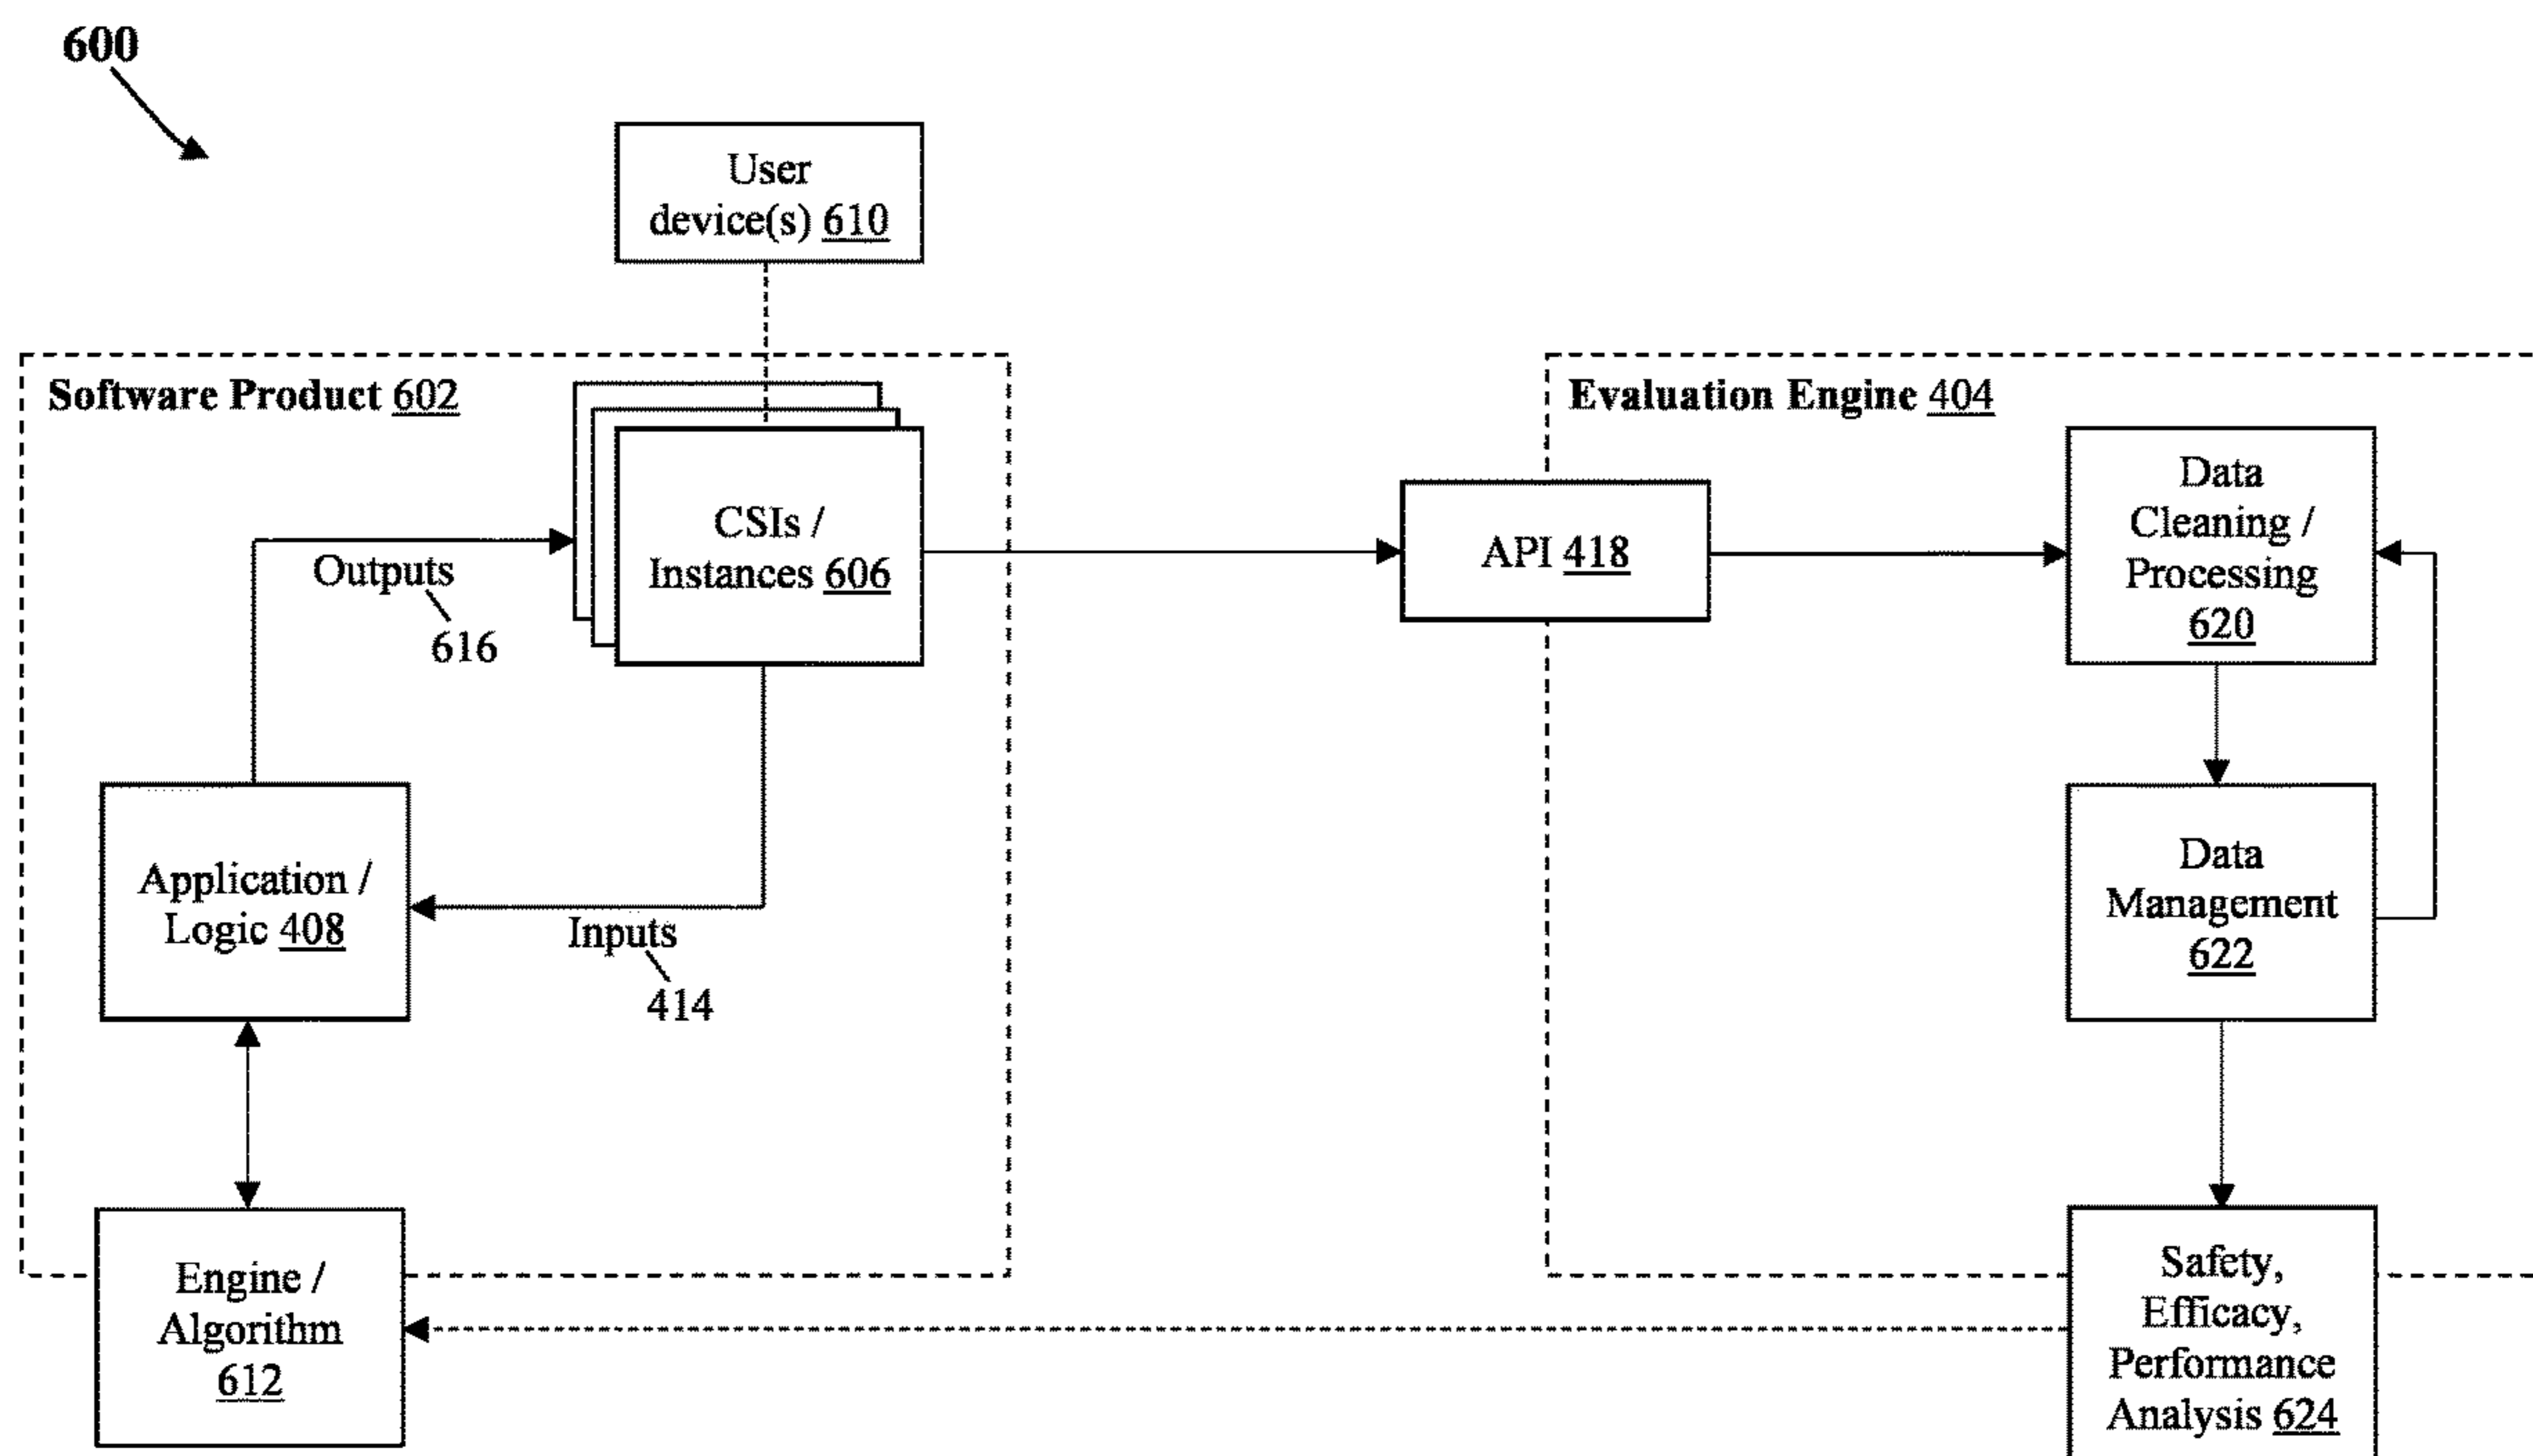 600
User
device(s) 610
Software Product 602
Evaluation Engine 404
CSIs /
Instances 606
Outputs
616
API 418
Data
Cleaning /
Processing
620
Application /
Logic 408
Inputs
414
Data
Management
622
Engine /
Algorithm
612
Safety,
Efficacy,
Performance
Analysis 624